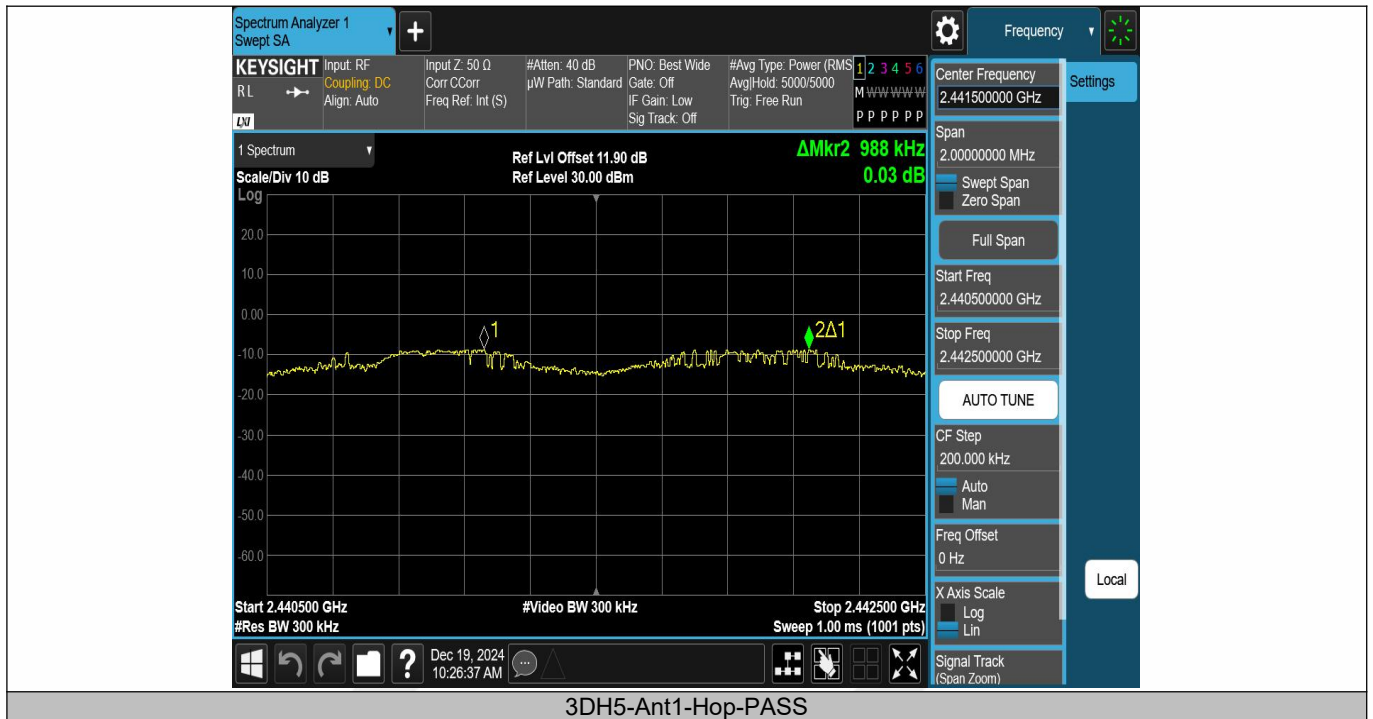 Spectrum Analyzer 1
Swept SA
Frequency
KEYSIGHT
RL
LXI
Input: RF
Coupling: DC
Align: Auto
Input Z: 50 Ω
Corr CCorr
Freq Ref: Int (S)
#Atten: 40 dB
µW Path: Standard
PNO: Best Wide
Gate: Off
IF Gain: Low
Sig Track: Off
#Avg Type: Power (RMS
Avg|Hold: 5000/5000
Trig: Free Run
1 2 3 4 5 6
M W W W W W
P P P P P P
1 Spectrum
Scale/Div 10 dB
Ref Lvl Offset 11.90 dB
Ref Level 30.00 dBm
ΔMkr2 988 kHz
0.03 dB
Log
20.0
10.0
0.00
-10.0
-20.0
-30.0
-40.0
-50.0
-60.0
1
2Δ1
Start 2.440500 GHz
#Res BW 300 kHz
#Video BW 300 kHz
Stop 2.442500 GHz
Sweep 1.00 ms (1001 pts)
Dec 19, 2024
10:26:37 AM
Center Frequency
2.441500000 GHz
Settings
Span
2.00000000 MHz
Swept Span
Zero Span
Full Span
Start Freq
2.440500000 GHz
Stop Freq
2.442500000 GHz
AUTO TUNE
CF Step
200.000 kHz
Auto
Man
Freq Offset
0 Hz
Local
X Axis Scale
Log
Lin
Signal Track
(Span Zoom)
3DH5-Ant1-Hop-PASS